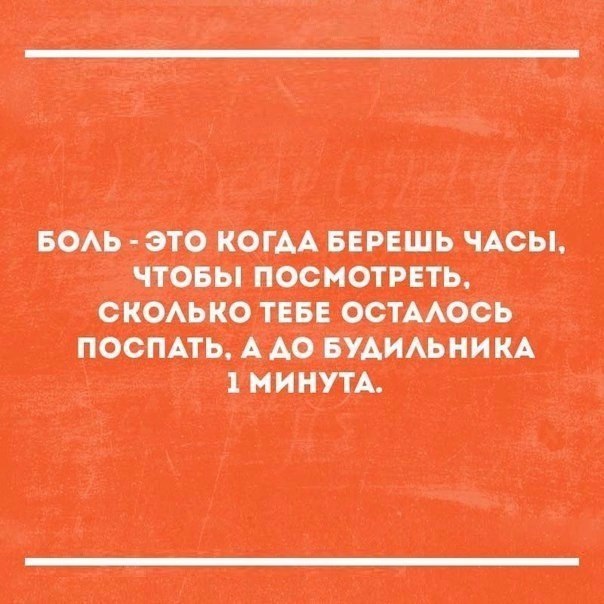 БОЛЬ - ЭТО КОГДА БЕРЕШЬ ЧАСЫ,
ЧТОБЫ ПОСМОТРЕТЬ,
СКОЛЬКО ТЕБЕ ОСТАЛОСЬ
ПОСПАТЬ, А ДО БУДИЛЬНИКА
1 МИНУТА.